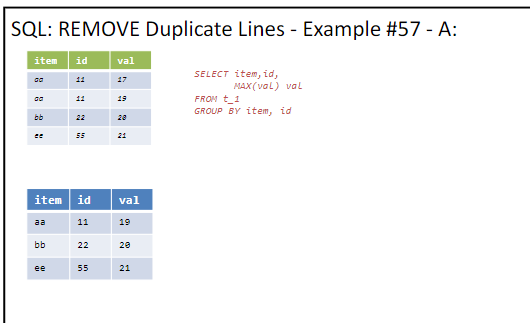 SQL: REMOVE Duplicate Lines - Example #57 - A:
item id val
aa 11 17
aa 11 19
bb 22 20
ee 55 21
SELECT item,id,
MAX(val) val
FROM t_1
GROUP BY item, id
item id val
aa 11 19
bb 22 20
ee 55 21